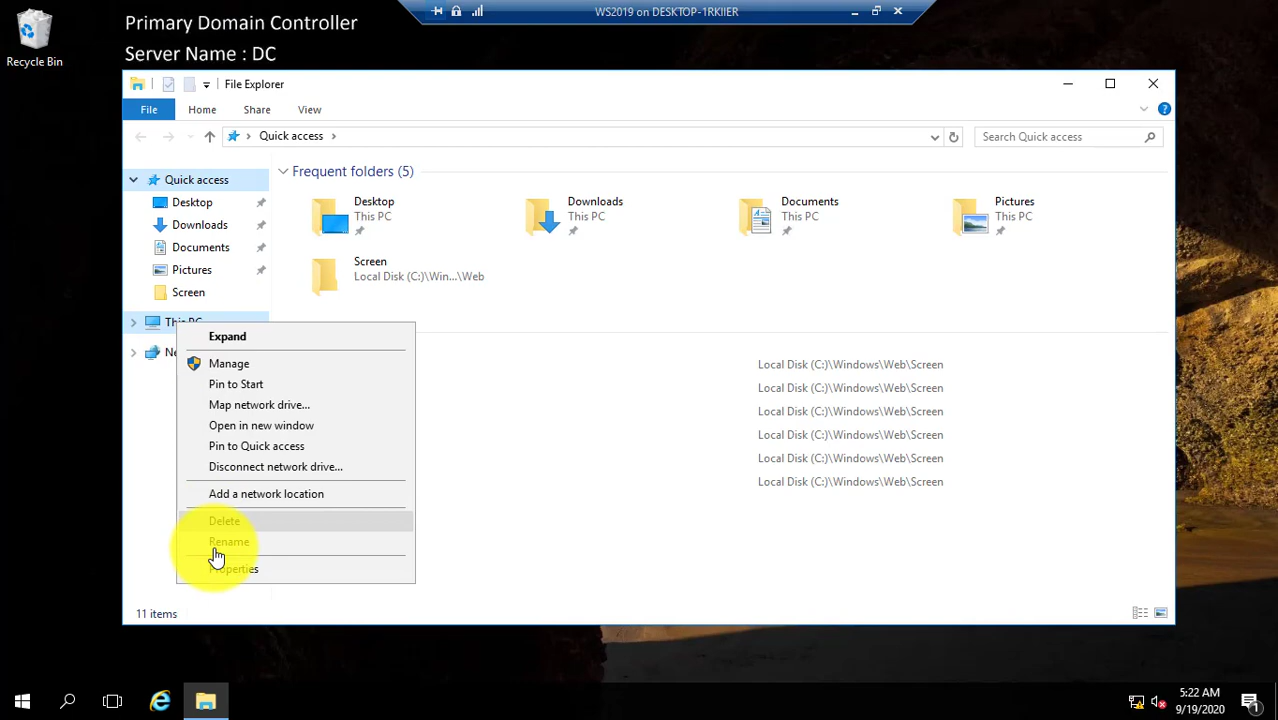 Primary Domain Controller
Server Name : DC
WS2019 on DESKTOP-1RKIIER
Recycle Bin
File Explorer
File
Home
Share
View
Quick access
Search Quick access
Quick access
Desktop
Downloads
Documents
Pictures
Screen
This PC
Ne
Frequent folders (5)
Desktop
This PC
Downloads
This PC
Documents
This PC
Pictures
This PC
Screen
Local Disk (C:)\Win...\Web
Expand
Manage
Pin to Start
Map network drive...
Open in new window
Pin to Quick access
Disconnect network drive...
Add a network location
Delete
Rename
Properties
Local Disk (C:)\Windows\Web\Screen
Local Disk (C:)\Windows\Web\Screen
Local Disk (C:)\Windows\Web\Screen
Local Disk (C:)\Windows\Web\Screen
Local Disk (C:)\Windows\Web\Screen
Local Disk (C:)\Windows\Web\Screen
11 items
5:22 AM
9/19/2020
1